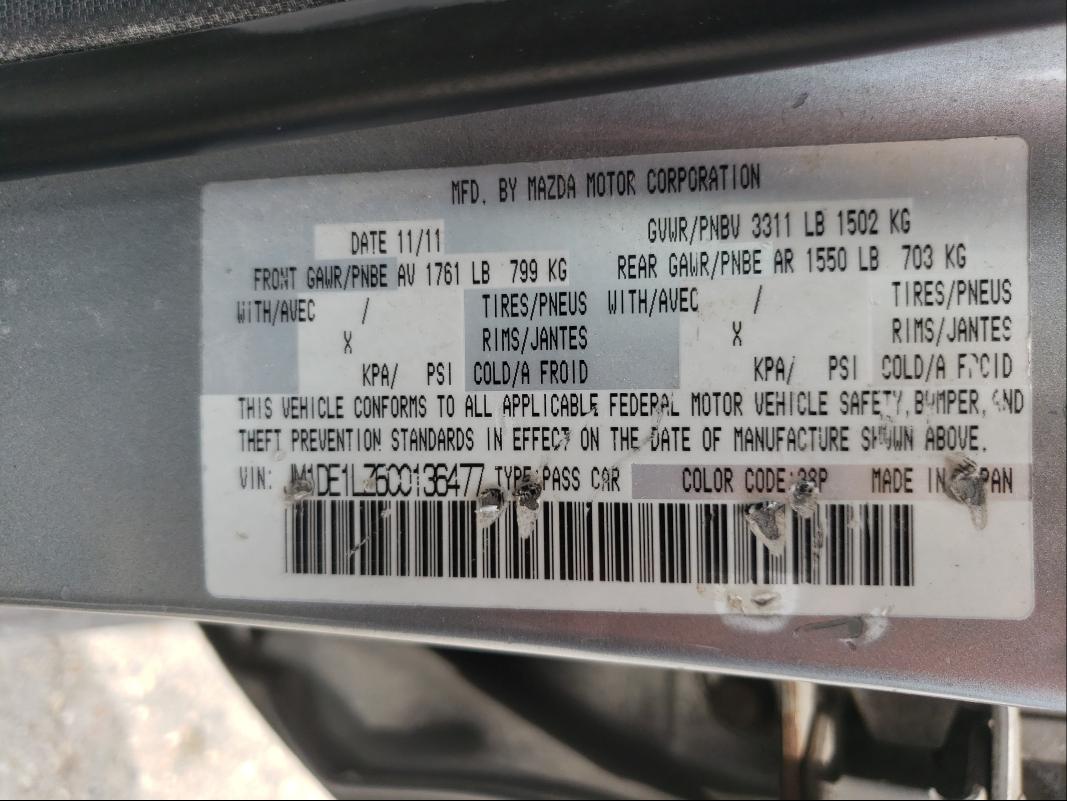 MFD. BY MAZDA MOTOR CORPORATION
DATE 11/11 GVWR/PNBV 3311 LB 1502 KG
FRONT GAWR/PNBE AV 1761 LB 799 KG REAR GAWR/PNBE AR 1550 LB 703 KG
WITH/AVEC / TIRES/PNEUS WITH/AVEC / TIRES/PNEUS
X RIMS/JANTES X RIMS/JANTES
KPA/ PSI COLD/A FROID KPA/ PSI COLD/A FROID
THIS VEHICLE CONFORMS TO ALL APPLICABLE FEDERAL MOTOR VEHICLE SAFETY, BUMPER, AND
THEFT PREVENTION STANDARDS IN EFFECT ON THE DATE OF MANUFACTURE SHOWN ABOVE.
VIN: JM1DE1LZ6C0136477 TYPE:PASS CAR COLOR CODE: MADE IN JAPAN